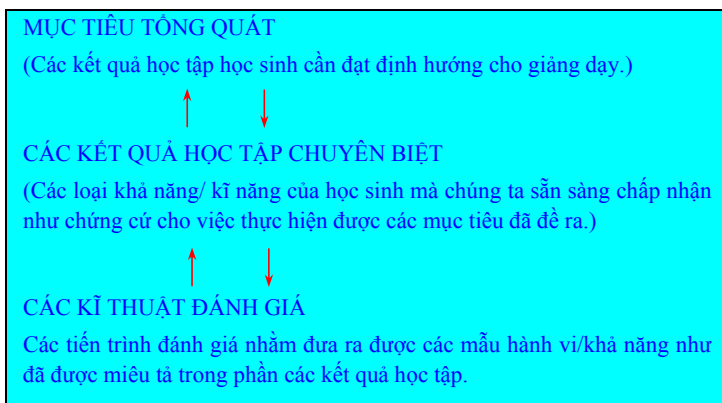 MỤC TIÊU TỔNG QUÁT
(Các kết quả học tập học sinh cần đạt định hướng cho giảng dạy.)
CÁC KẾT QUẢ HỌC TẬP CHUYÊN BIỆT
(Các loại khả năng/ kĩ năng của học sinh mà chúng ta sẵn sàng chấp nhận
như chứng cứ cho việc thực hiện được các mục tiêu đã đề ra.)
CÁC KĨ THUẬT ĐÁNH GIÁ
Các tiến trình đánh giá nhằm đưa ra được các mẫu hành vi/khả năng như
đã được miêu tả trong phần các kết quả học tập.